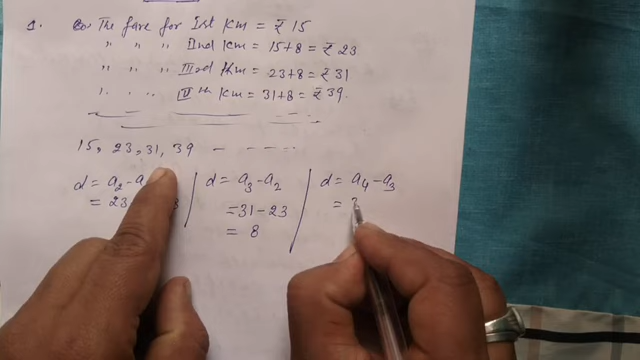 1. The fare for Ist Km = ₹ 15
" " " IInd Km = 15+8 = ₹ 23
" " " IIIrd Km = 23+8 = ₹ 31
" " " th Km = 31+8 = ₹ 39.
15, 23, 31, 39 - ----
d = a2 - a
= 23
d = a3 - a2
= 31 - 23
= 8
d = a4 - a3
=